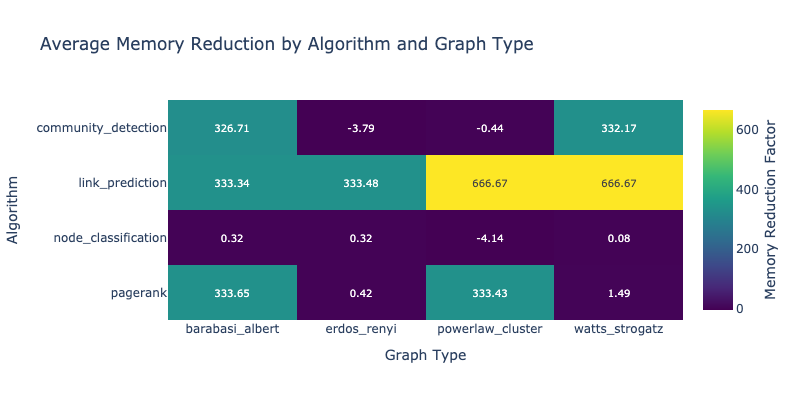 Average Memory Reduction by Algorithm and Graph Type
Algorithm
community_detection 326.71 -3.79 -0.44 332.17
link_prediction 333.34 333.48 666.67 666.67
node_classification 0.32 0.32 -4.14 0.08
pagerank 333.65 0.42 333.43 1.49
barabasi_albert erdos_renyi powerlaw_cluster watts_strogatz
Graph Type
600
400
200
0
Memory Reduction Factor